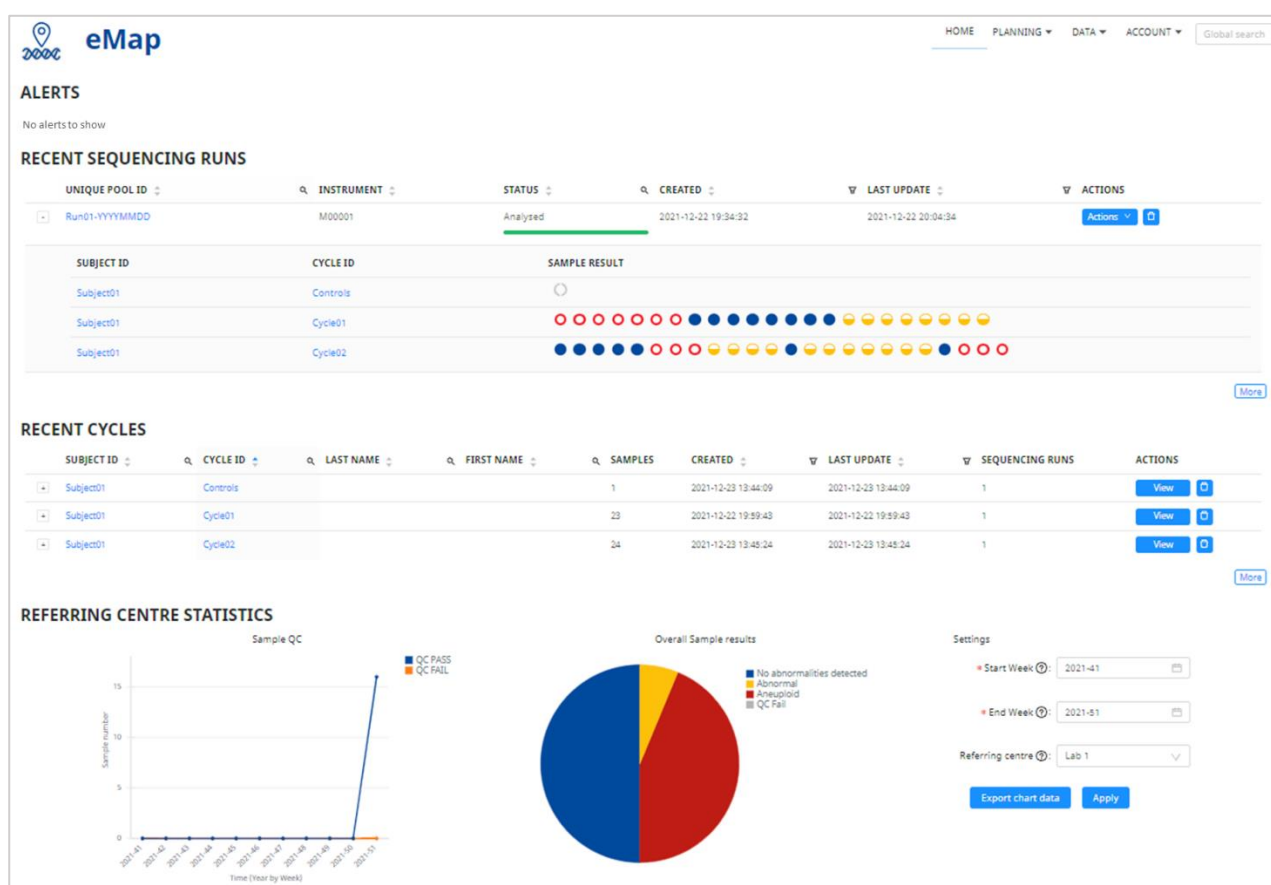 eMap
HOME PLANNING DATA ACCOUNT Global search
ALERTS
No alerts to show
RECENT SEQUENCING RUNS
UNIQUE POOL ID INSTRUMENT STATUS CREATED LAST UPDATE ACTIONS
Run01-YYYYMMDD M00001 Analysed 2021-12-22 19:34:32 2021-12-22 20:04:34 Actions
SUBJECT ID CYCLE ID SAMPLE RESULT
Subject01 Controls
Subject01 Cycle01
Subject01 Cycle02
More
RECENT CYCLES
SUBJECT ID CYCLE ID LAST NAME FIRST NAME SAMPLES CREATED LAST UPDATE SEQUENCING RUNS ACTIONS
Subject01 Controls 1 2021-12-23 13:44:09 2021-12-23 13:44:09 1 View
Subject01 Cycle01 23 2021-12-22 19:59:43 2021-12-22 19:59:43 1 View
Subject01 Cycle02 24 2021-12-23 13:45:24 2021-12-23 13:45:24 1 View
More
REFERRING CENTRE STATISTICS
Sample QC
QC PASS
QC FAIL
15
10
5
0
Sample number
2021-41 2021-42 2021-43 2021-44 2021-45 2021-46 2021-47 2021-48 2021-49 2021-50 2021-51
Time (Year by Week)
Overall Sample results
No abnormalities detected
Abnormal
Aneuploid
QC Fail
Settings
* Start Week ?: 2021-41
* End Week ?: 2021-51
Referring centre ?: Lab 1
Export chart data Apply